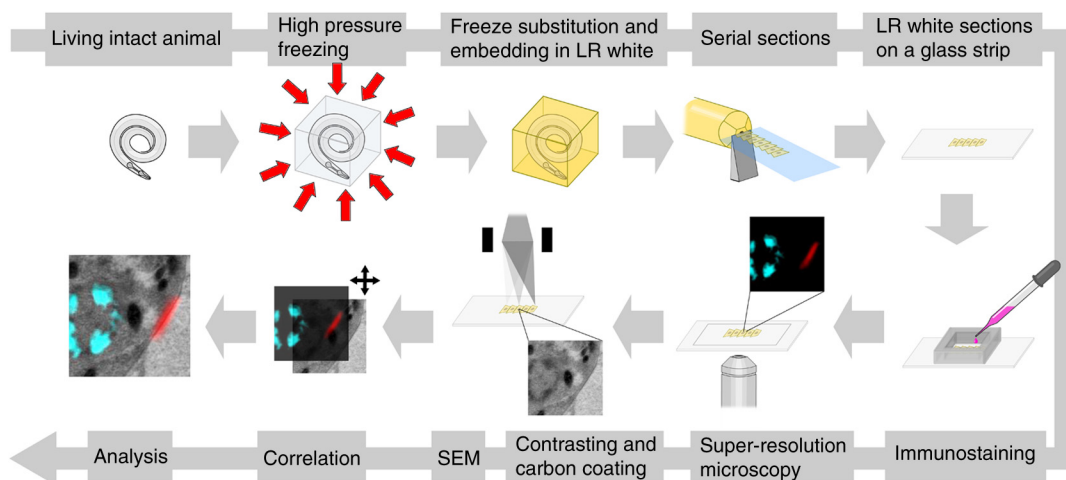 Living intact animal
High pressure
freezing
Freeze substitution and
embedding in LR white
Serial sections
LR white sections
on a glass strip
Analysis
Correlation
SEM
Contrasting and
carbon coating
Super-resolution
microscopy
Immunostaining